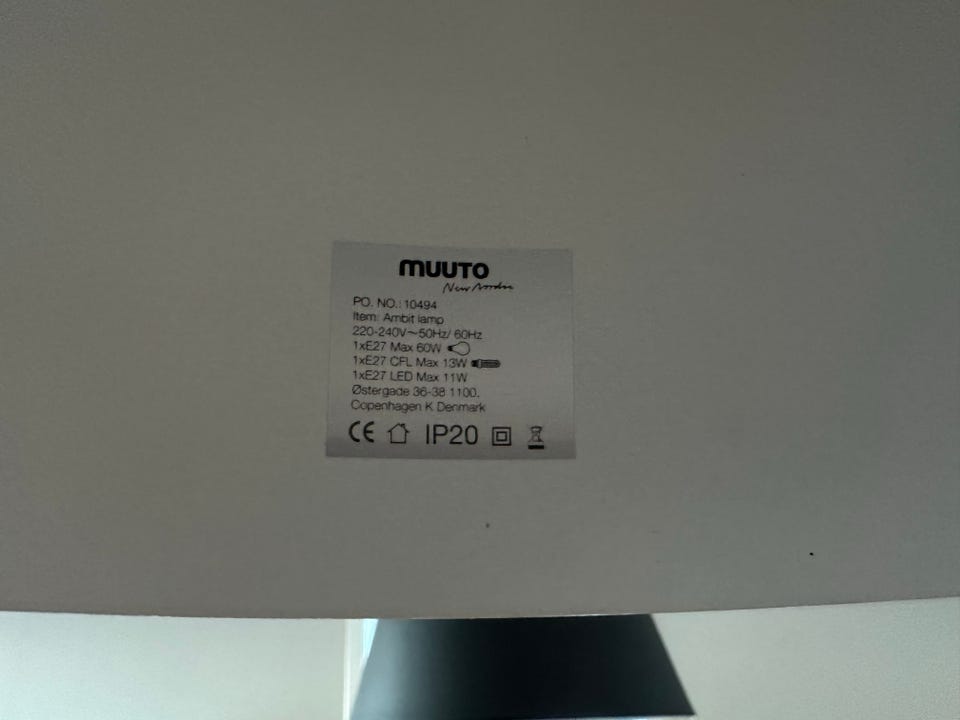 muuto
New Nordic
PO. NO.: 10494
Item: Ambit lamp
220-240V~50Hz/ 60Hz
1xE27 Max 60W
1xE27 CFL Max 13W
1xE27 LED Max 11W
Østergade 36-38 1100.
Copenhagen K Denmark
CE IP20